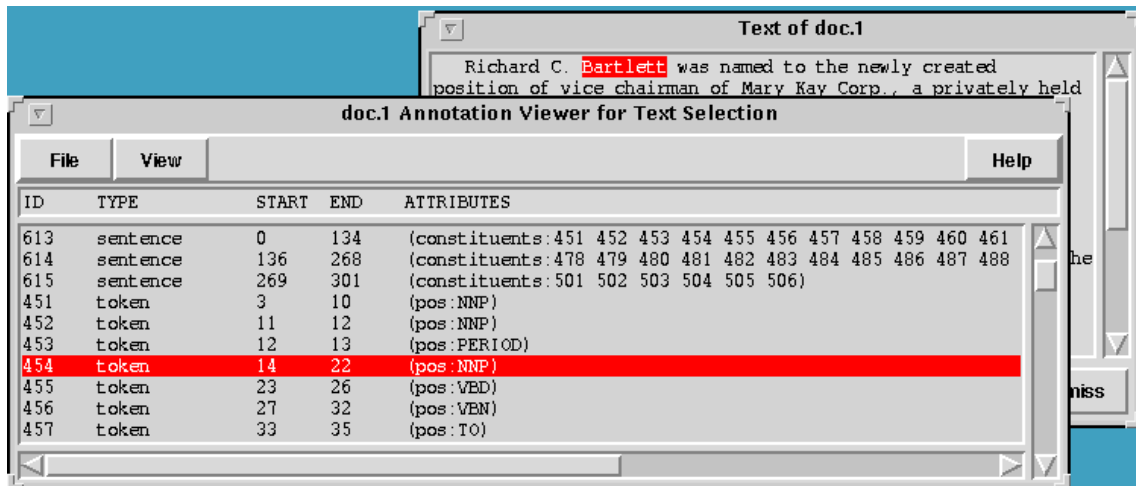 Text of doc.1
Richard C. Bartlett was named to the newly created
position of vice chairman of Mary Kay Corp., a privately held
doc.1 Annotation Viewer for Text Selection
File View Help
ID TYPE START END ATTRIBUTES
613 sentence 0 134 (constituents:451 452 453 454 455 456 457 458 459 460 461
614 sentence 136 268 (constituents:478 479 480 481 482 483 484 485 486 487 488
615 sentence 269 301 (constituents:501 502 503 504 505 506)
451 token 3 10 (pos:NNP)
452 token 11 12 (pos:NNP)
453 token 12 13 (pos:PERIOD)
454 token 14 22 (pos:NNP)
455 token 23 26 (pos:VBD)
456 token 27 32 (pos:VBN)
457 token 33 35 (pos:TO)
he
miss